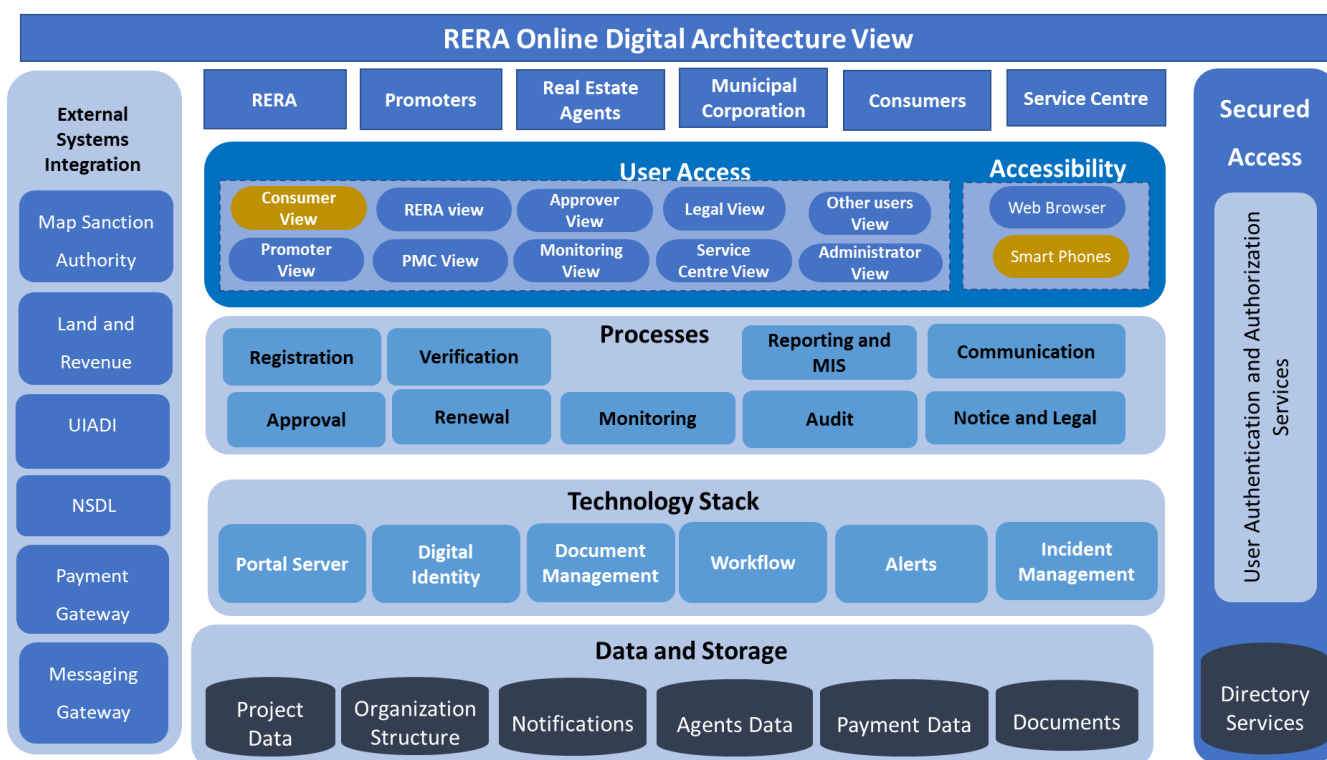 RERA Online Digital Architecture View
External
Systems
Integration
Map Sanction
Authority
Land and
Revenue
UIADI
NSDL
Payment
Gateway
Messaging
Gateway
RERA
Promoters
Real Estate
Agents
Municipal
Corporation
Consumers
Service Centre
User Access
Consumer
View
RERA view
Approver
View
Legal View
Other users
View
Promoter
View
PMC View
Monitoring
View
Service
Centre View
Administrator
View
Accessibility
Web Browser
Smart Phones
Processes
Registration
Verification
Reporting and
MIS
Communication
Approval
Renewal
Monitoring
Audit
Notice and Legal
Technology Stack
Portal Server
Digital
Identity
Document
Management
Workflow
Alerts
Incident
Management
Data and Storage
Project
Data
Organization
Structure
Notifications
Agents Data
Payment Data
Documents
Secured
Access
User Authentication and Authorization
Services
Directory
Services